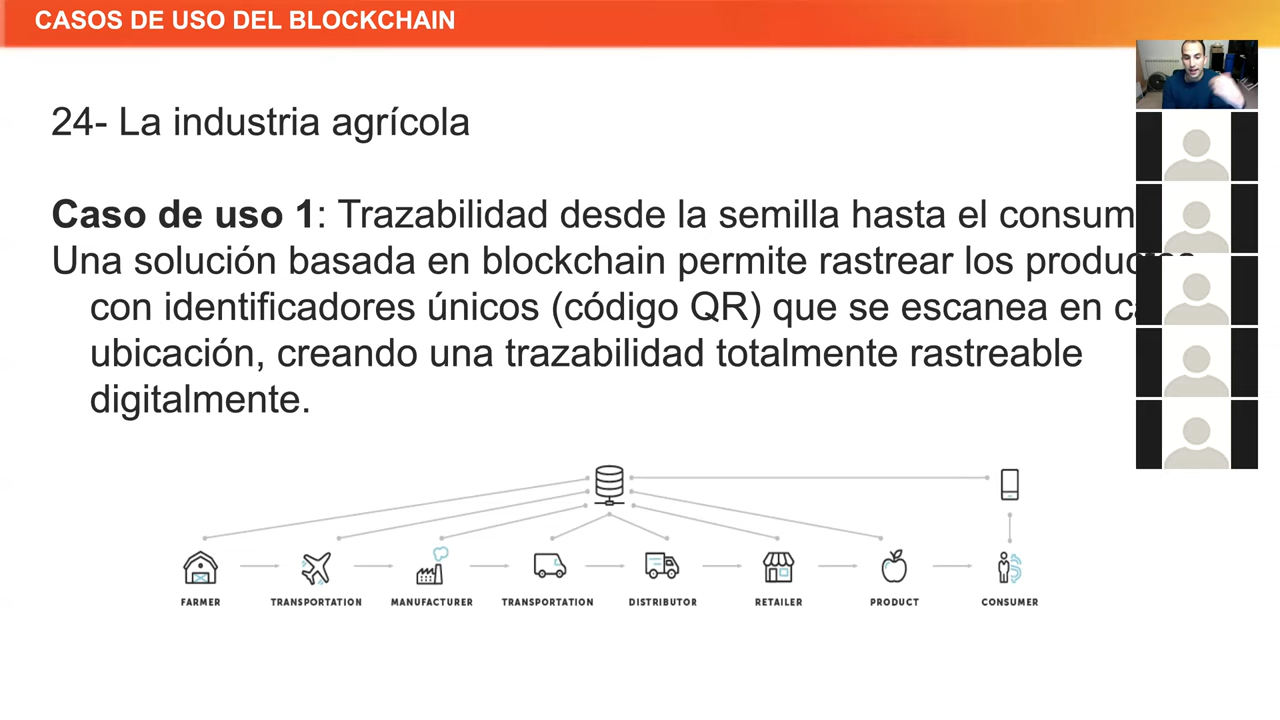 CASOS DE USO DEL BLOCKCHAIN
24- La industria agrícola
Caso de uso 1: Trazabilidad desde la semilla hasta el
Una solución basada en blockchain permite rastrear los productos
con identificadores únicos (código QR) que se escanea en
ubicación, creando una trazabilidad totalmente rastreable
digitalmente.
FARMER TRANSPORTATION MANUFACTURER TRANSPORTATION DISTRIBUTOR RETAILER PRODUCT CONSUMER